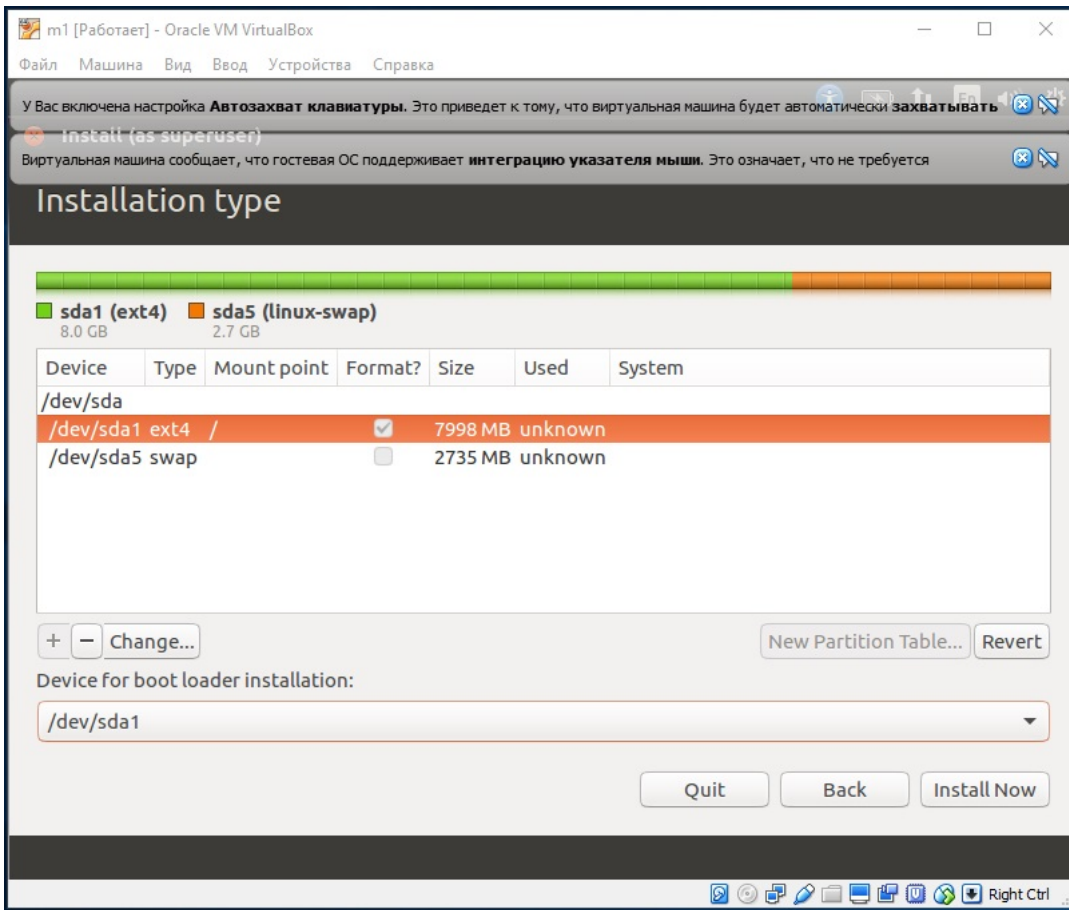 m1 [Работает] - Oracle VM VirtualBox
Файл Машина Вид Ввод Устройства Справка
У Вас включена настройка Автозахват клавиатуры. Это приведет к тому, что виртуальная машина будет автоматически захватывать
Install (as superuser)
Виртуальная машина сообщает, что гостевая ОС поддерживает интеграцию указателя мыши. Это означает, что не требуется
Installation type
sda1 (ext4) sda5 (linux-swap)
8.0 GB 2.7 GB
Device Type Mount point Format? Size Used System
/dev/sda
/dev/sda1 ext4 / 7998 MB unknown
/dev/sda5 swap 2735 MB unknown
+ − Change... New Partition Table... Revert
Device for boot loader installation:
/dev/sda1
Quit Back Install Now
Right Ctrl